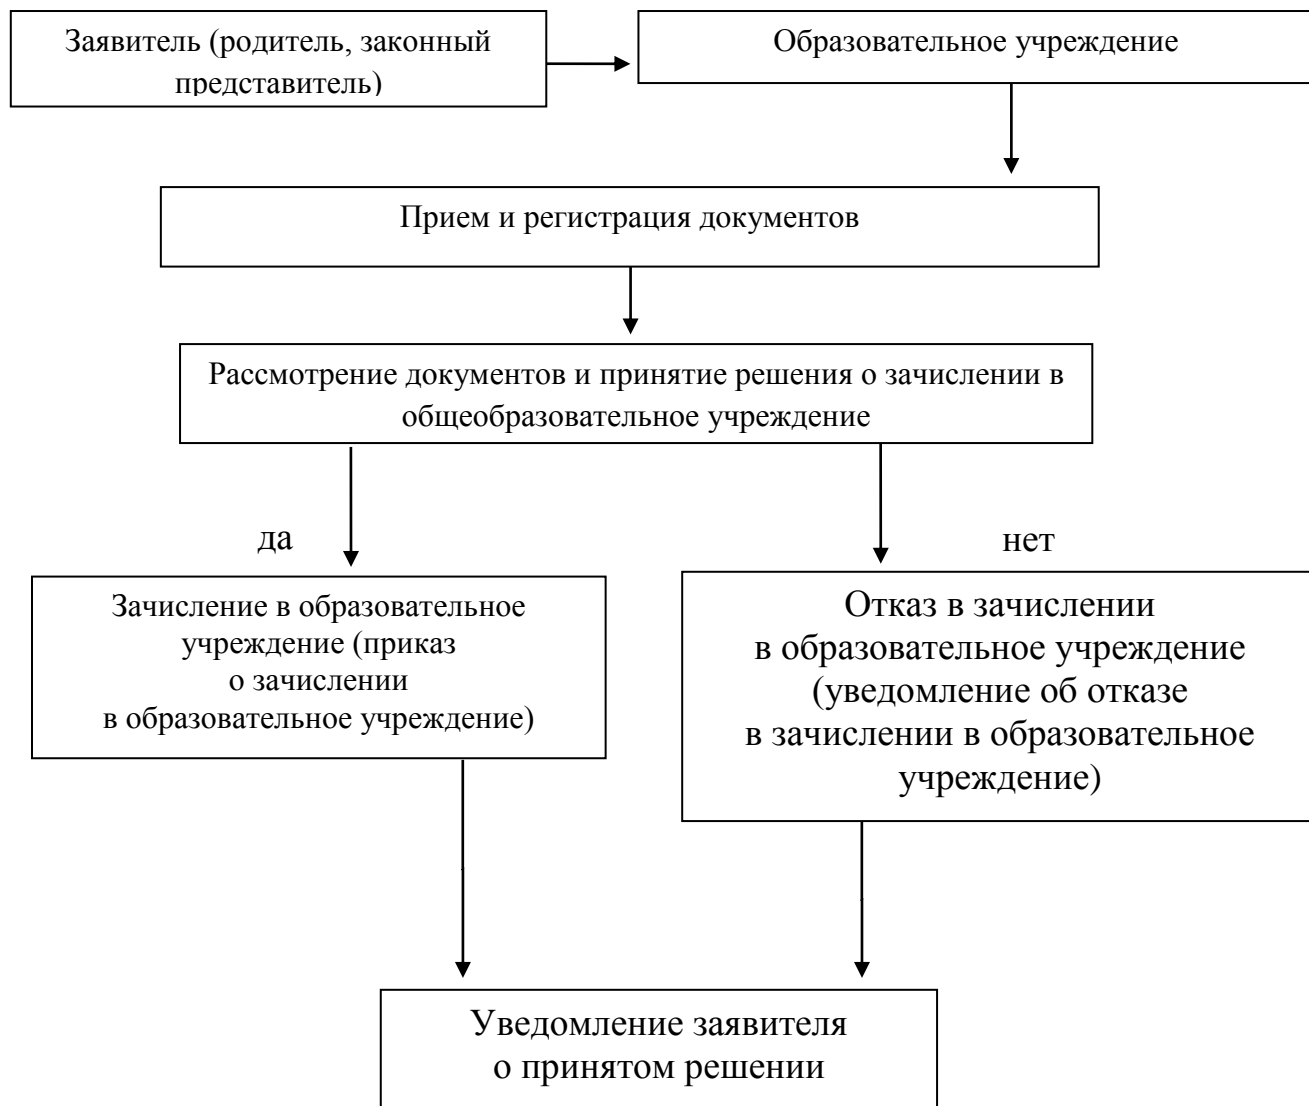 Заявитель (родитель, законный
представитель)
Образовательное учреждение
Прием и регистрация документов
Рассмотрение документов и принятие решения о зачислении в
общеобразовательное учреждение
да
нет
Зачисление в образовательное
учреждение (приказ
о зачислении
в образовательное учреждение)
Отказ в зачислении
в образовательное учреждение
(уведомление об отказе
в зачислении в образовательное
учреждение)
Уведомление заявителя
о принятом решении